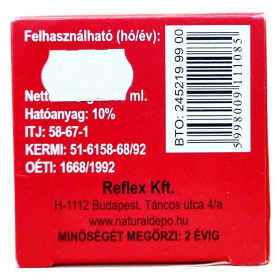 Felhasználható (hó/év):
ml.
Hatóanyag: 10%
ITJ: 58-67-1
KERMI: 51-6158-68/92
OÉTI: 1668/1992
BTO: 245219 99 00
5998009111085
Reflex Kft.
H-1112 Budapest, Táncos utca 4/a
www.naturaldepo.hu
MINŐSÉGÉT MEGŐRZI: 2 ÉVIG